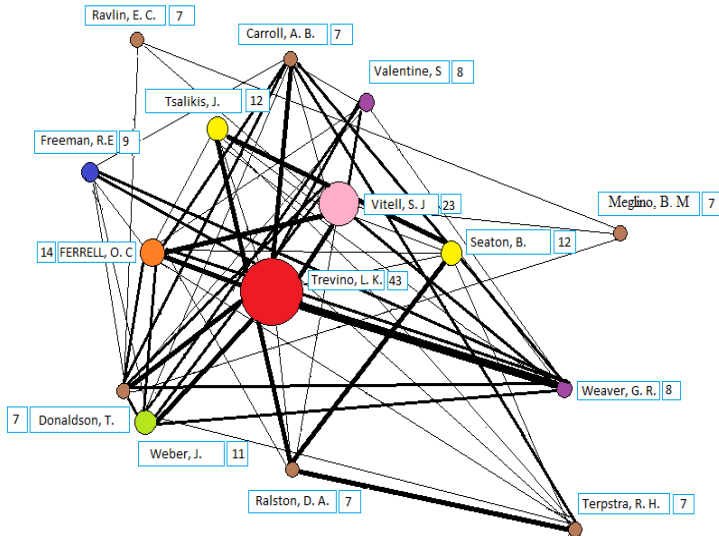 Ravlin, E. C. 7
Carroll, A. B. 7
Valentine, S 8
Tsalikis, J. 12
Freeman, R.E 9
Vitell, S. J 23
Meglino, B. M 7
14 FERRELL, O. C
Seaton, B. 12
Trevino, L. K. 43
Weaver, G. R. 8
7 Donaldson, T.
Weber, J. 11
Ralston, D. A. 7
Terpstra, R. H. 7